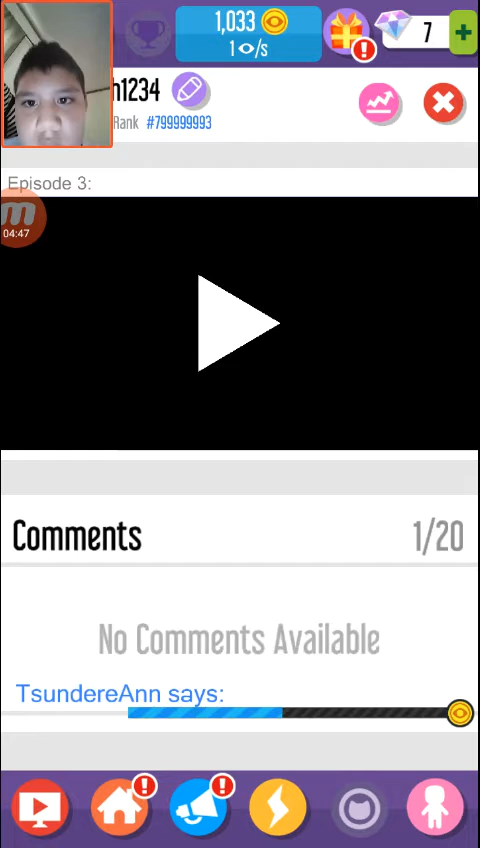 1,033
1 /s
7
h1234
Rank #799999993
Episode 3:
04:47
Comments 1/20
No Comments Available
TsundereAnn says: